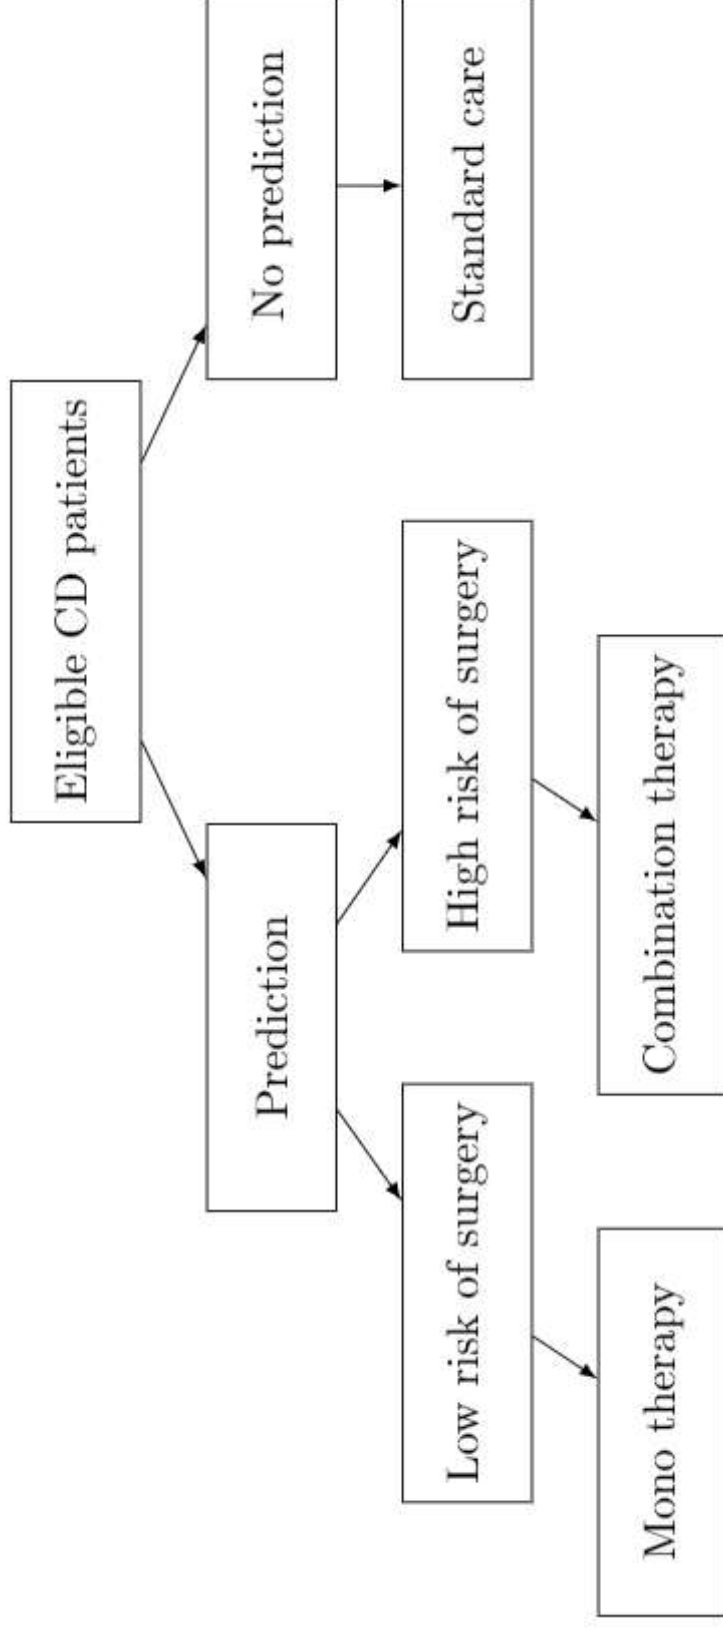 Eligible CD patients
Prediction
No prediction
Low risk of surgery
High risk of surgery
Standard care
Mono therapy
Combination therapy